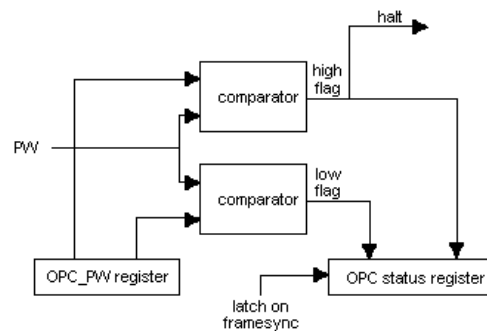 halt
high
flag
comparator
PW
low
flag
comparator
OPC_PW register
OPC status register
latch on
framesync